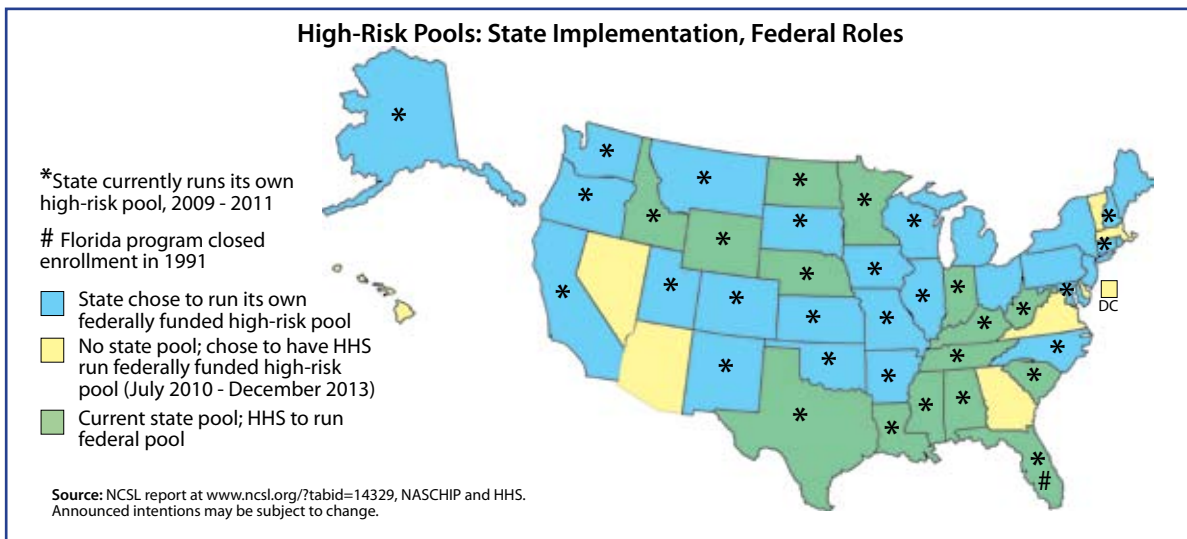 High-Risk Pools: State Implementation, Federal Roles
*State currently runs its own
high-risk pool, 2009 - 2011
# Florida program closed
enrollment in 1991
State chose to run its own
federally funded high-risk pool
No state pool; chose to have HHS
run federally funded high-risk
pool (July 2010 - December 2013)
Current state pool; HHS to run
federal pool
DC
#
Source: NCSL report at www.ncsl.org/?tabid=14329, NASCHIP and HHS.
Announced intentions may be subject to change.